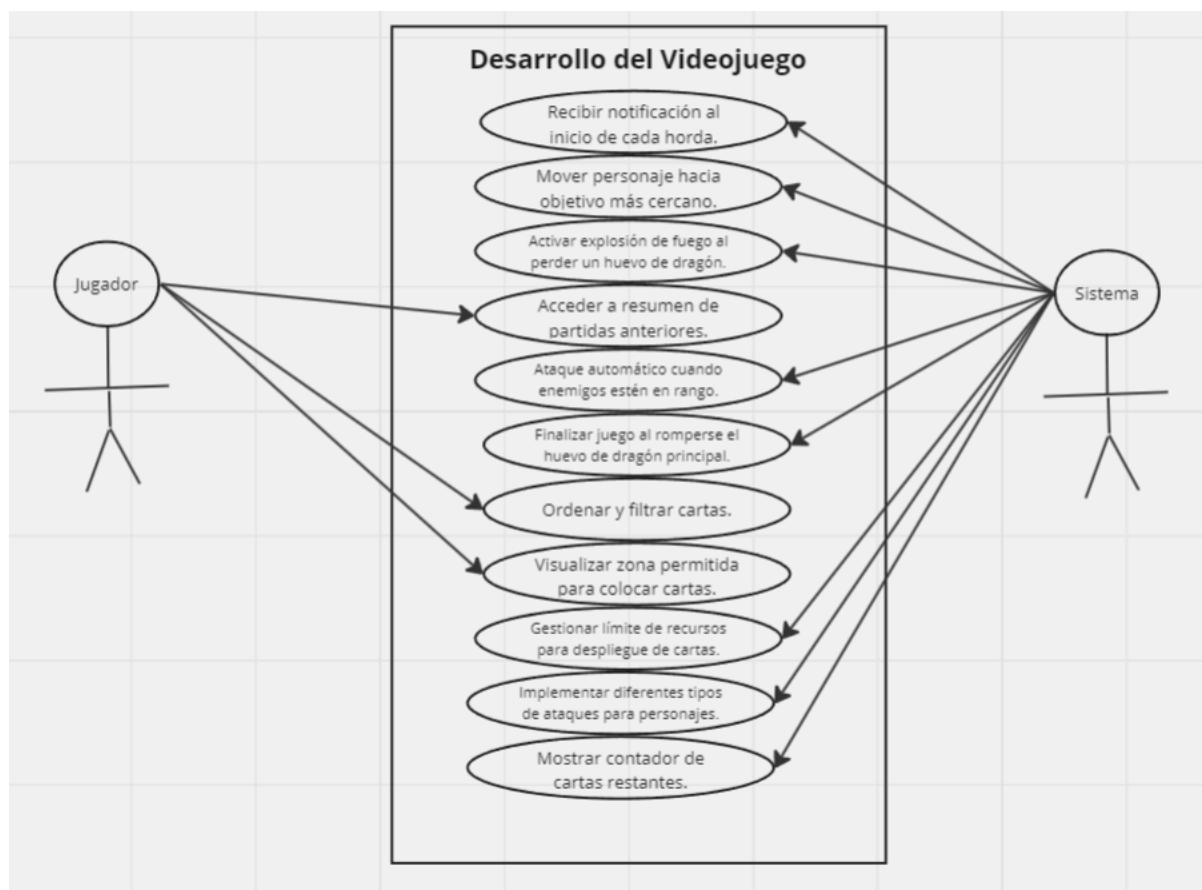 Desarrollo del Videojuego
Recibir notificación al
inicio de cada horda.
Mover personaje hacia
objetivo más cercano.
Activar explosión de fuego al
perder un huevo de dragón.
Jugador
Sistema
Acceder a resumen de
partidas anteriores.
Ataque automático cuando
enemigos estén en rango.
Finalizar juego al romperse el
huevo de dragón principal.
Ordenar y filtrar cartas.
Visualizar zona permitida
para colocar cartas.
Gestionar límite de recursos
para despliegue de cartas.
Implementar diferentes tipos
de ataques para personajes.
Mostrar contador de
cartas restantes.